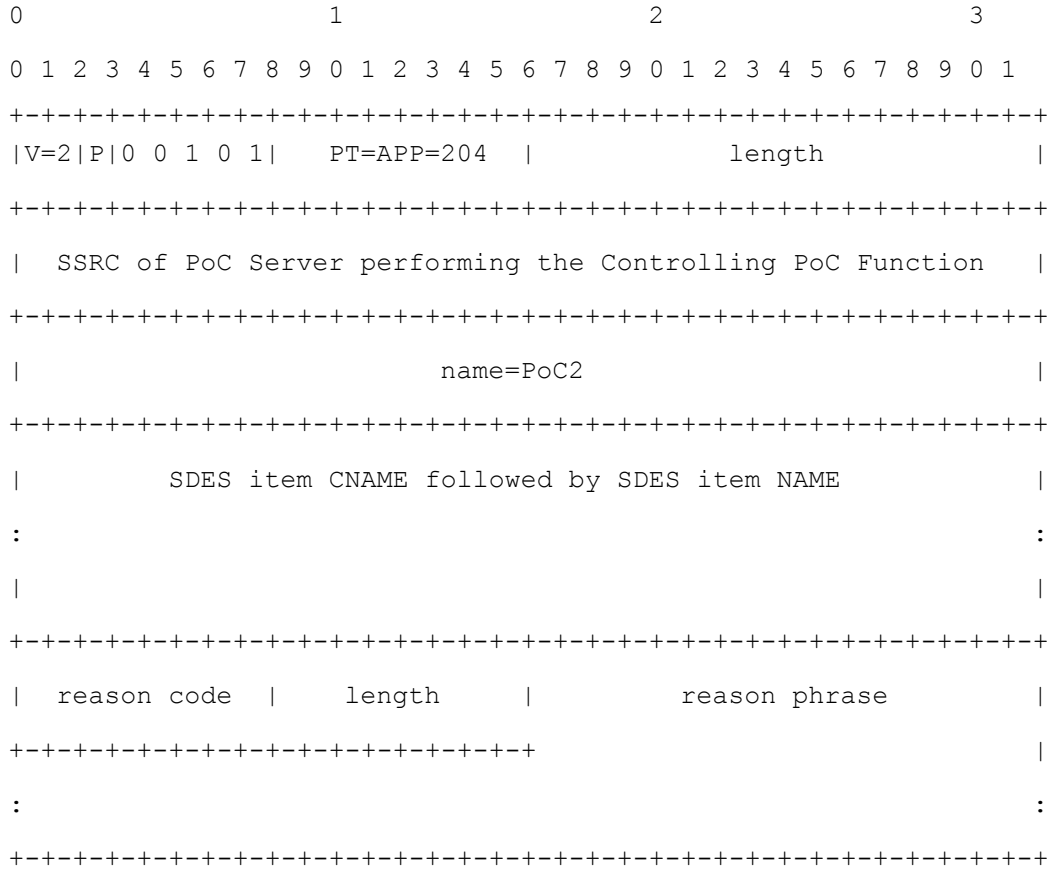 0                   1                   2                   3
0 1 2 3 4 5 6 7 8 9 0 1 2 3 4 5 6 7 8 9 0 1 2 3 4 5 6 7 8 9 0 1
+-+-+-+-+-+-+-+-+-+-+-+-+-+-+-+-+-+-+-+-+-+-+-+-+-+-+-+-+-+-+-+-+
|V=2|P|0 0 1 0 1|   PT=APP=204  |            length             |
+-+-+-+-+-+-+-+-+-+-+-+-+-+-+-+-+-+-+-+-+-+-+-+-+-+-+-+-+-+-+-+-+
|  SSRC of PoC Server performing the Controlling PoC Function   |
+-+-+-+-+-+-+-+-+-+-+-+-+-+-+-+-+-+-+-+-+-+-+-+-+-+-+-+-+-+-+-+-+
|                          name=PoC2                            |
+-+-+-+-+-+-+-+-+-+-+-+-+-+-+-+-+-+-+-+-+-+-+-+-+-+-+-+-+-+-+-+-+
|         SDES item CNAME followed by SDES item NAME            |
:                                                               :
|                                                               |
+-+-+-+-+-+-+-+-+-+-+-+-+-+-+-+-+-+-+-+-+-+-+-+-+-+-+-+-+-+-+-+-+
|  reason code  |    length     |         reason phrase         |
+-+-+-+-+-+-+-+-+-+-+-+-+-+-+-+-+                               |
:                                                               :
+-+-+-+-+-+-+-+-+-+-+-+-+-+-+-+-+-+-+-+-+-+-+-+-+-+-+-+-+-+-+-+-+